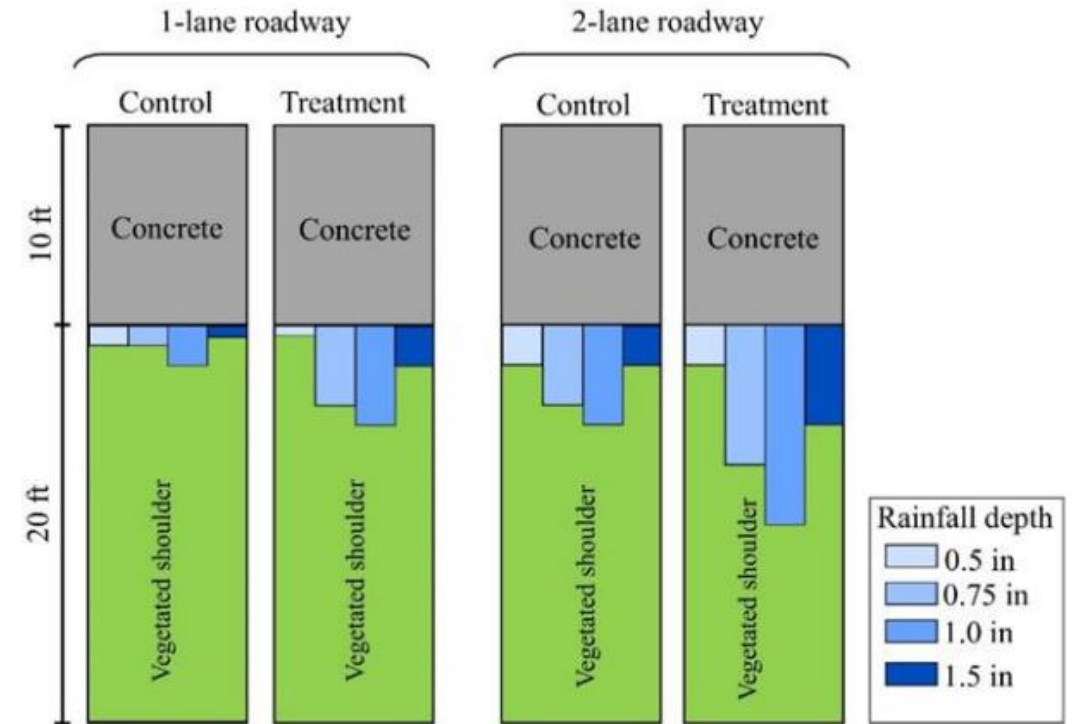 1-lane roadway
2-lane roadway
Control
Treatment
Control
Treatment
10 ft
Concrete
Concrete
Concrete
Concrete
20 ft
Vegetated shoulder
Vegetated shoulder
Vegetated shoulder
Vegetated shoulder
Rainfall depth
0.5 in
0.75 in
1.0 in
1.5 in